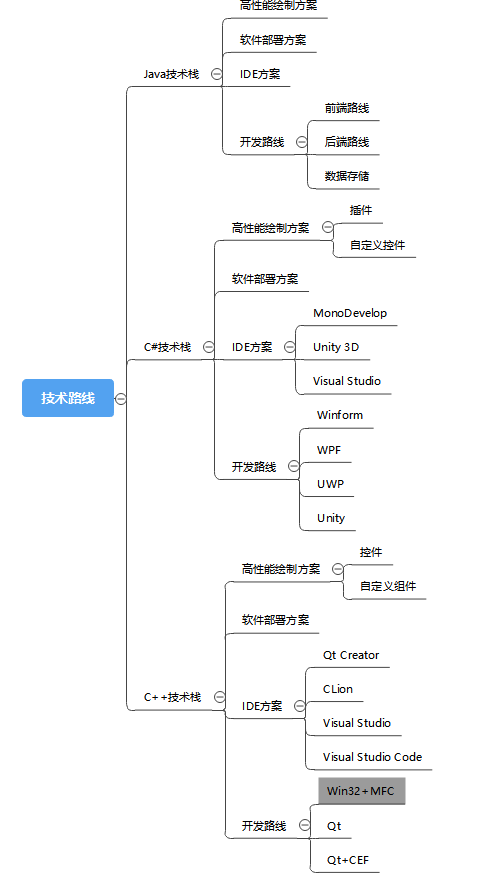 高性能绘制方案
软件部署方案
Java技术栈
IDE方案
前端路线
开发路线
后端路线
数据存储
插件
高性能绘制方案
自定义控件
软件部署方案
MonoDevelop
C#技术栈
IDE方案
Unity 3D
Visual Studio
技术路线
Winform
WPF
开发路线
UWP
Unity
控件
高性能绘制方案
自定义组件
软件部署方案
Qt Creator
CLion
C++技术栈
IDE方案
Visual Studio
Visual Studio Code
Win32+MFC
开发路线
Qt
Qt+CEF